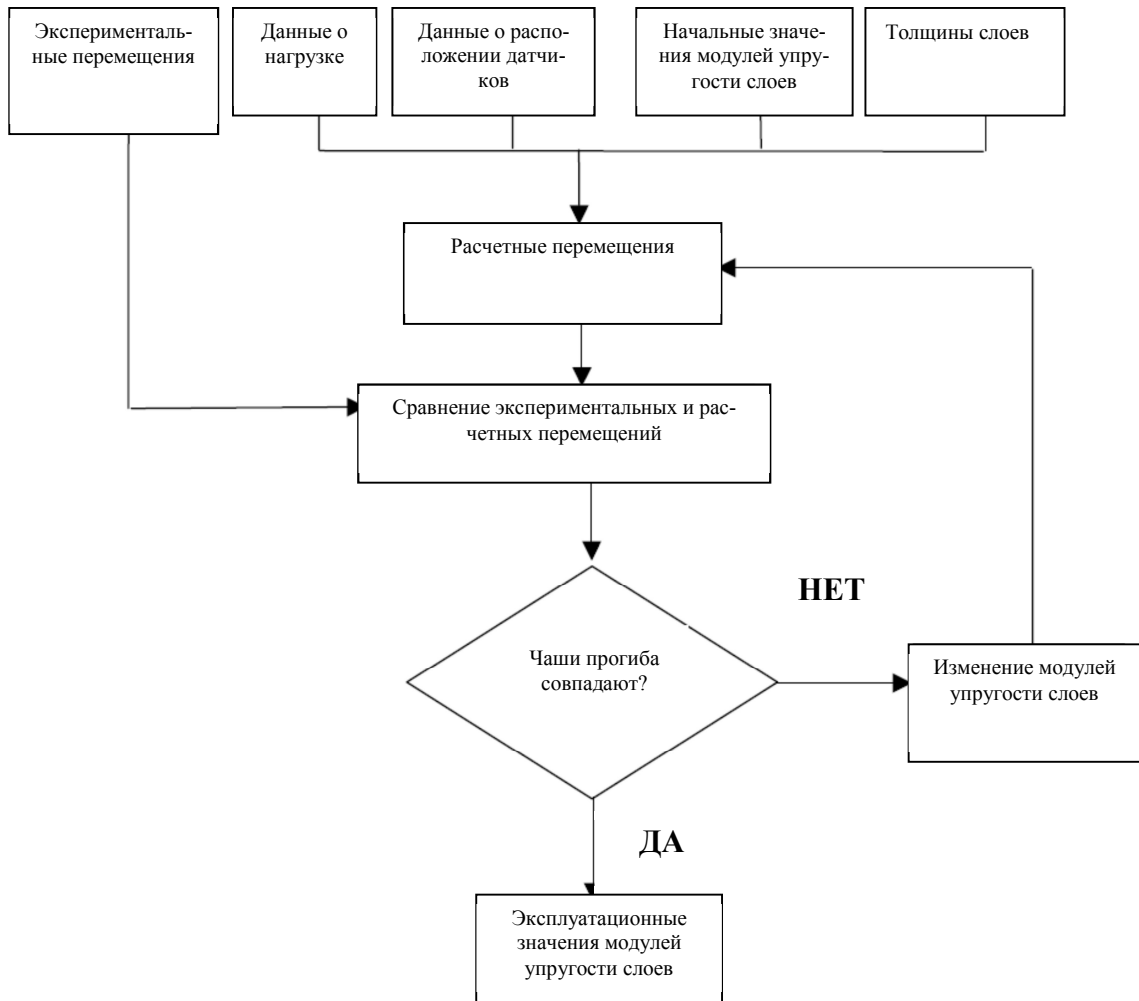 Эксперименталь-
ные перемещения
Данные о
нагрузке
Данные о распо-
ложении датчи-
ков
Начальные значе-
ния модулей упру-
гости слоев
Толщины слоев
Расчетные перемещения
Сравнение экспериментальных и рас-
четных перемещений
Чаши прогиба
совпадают?
НЕТ
Изменение модулей
упругости слоев
ДА
Эксплуатационные
значения модулей
упругости слоев